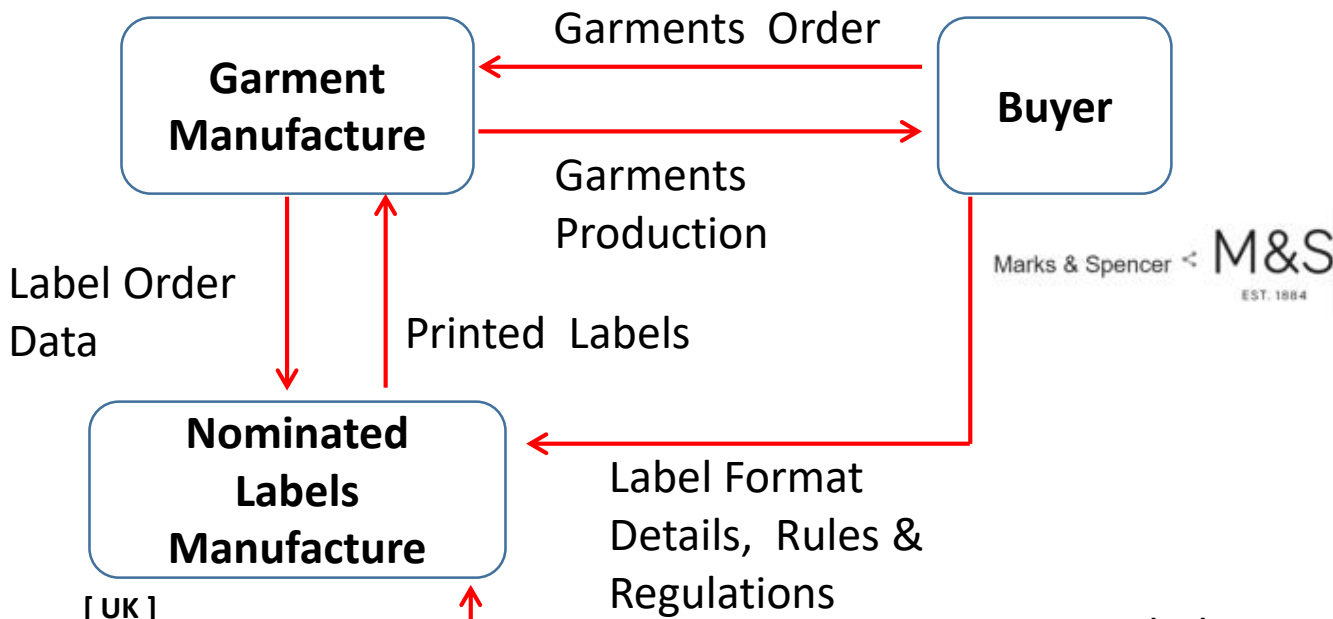 Garments Order
Garment
Manufacture
Buyer
Garments
Production
Marks & Spencer
M&S
EST. 1884
Label Order
Data
Printed Labels
Nominated
Labels
Manufacture
Label Format
Details, Rules &
Regulations
[ UK ]